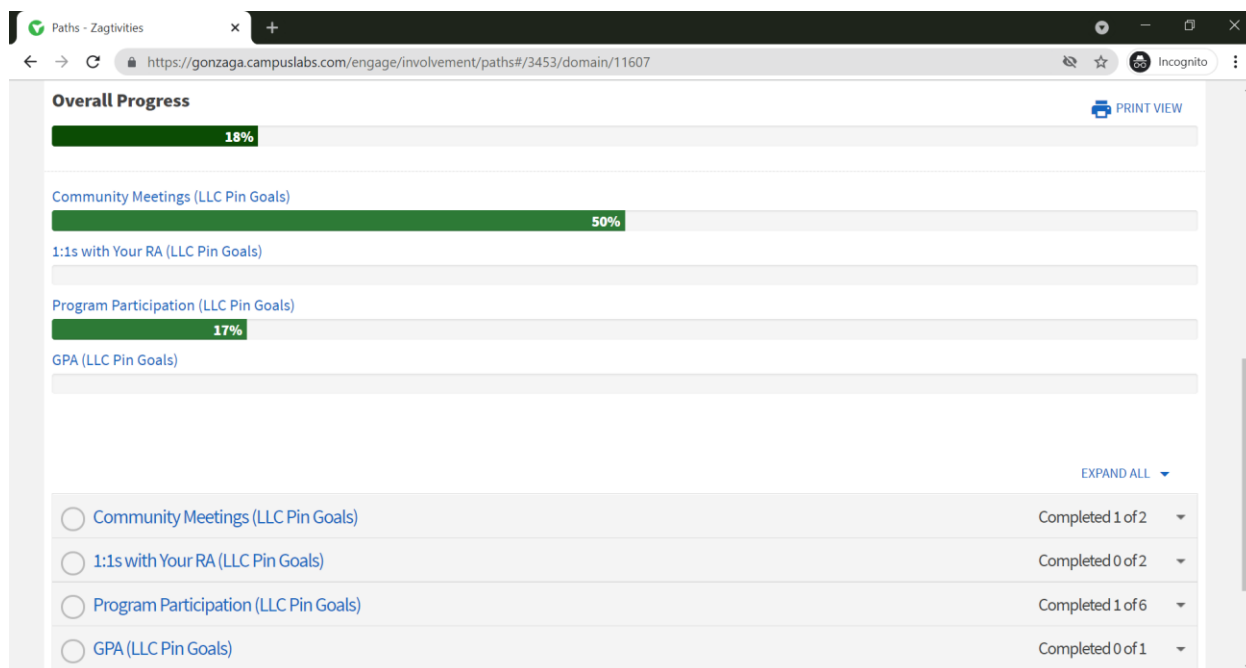 Paths - Zagtivities
https://gonzaga.campuslabs.com/engage/involvement/paths#/3453/domain/11607
Incognito
Overall Progress
PRINT VIEW
18%
Community Meetings (LLC Pin Goals)
50%
1:1s with Your RA (LLC Pin Goals)
Program Participation (LLC Pin Goals)
17%
GPA (LLC Pin Goals)
EXPAND ALL
Community Meetings (LLC Pin Goals) Completed 1 of 2
1:1s with Your RA (LLC Pin Goals) Completed 0 of 2
Program Participation (LLC Pin Goals) Completed 1 of 6
GPA (LLC Pin Goals) Completed 0 of 1